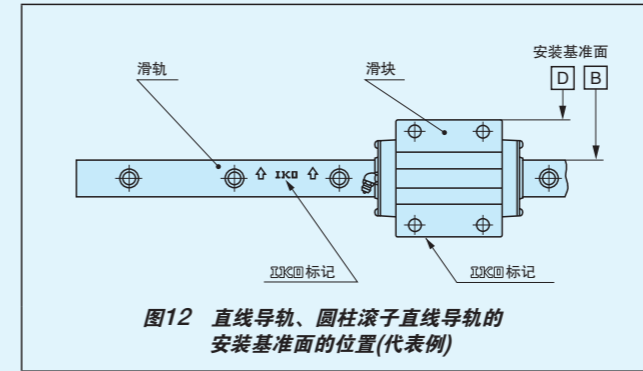 安装基准面
滑轨
滑块
D B
IKO
IKO标记
IKO标记
图12 直线导轨、圆柱滚子直线导轨的
安装基准面的位置(代表例)